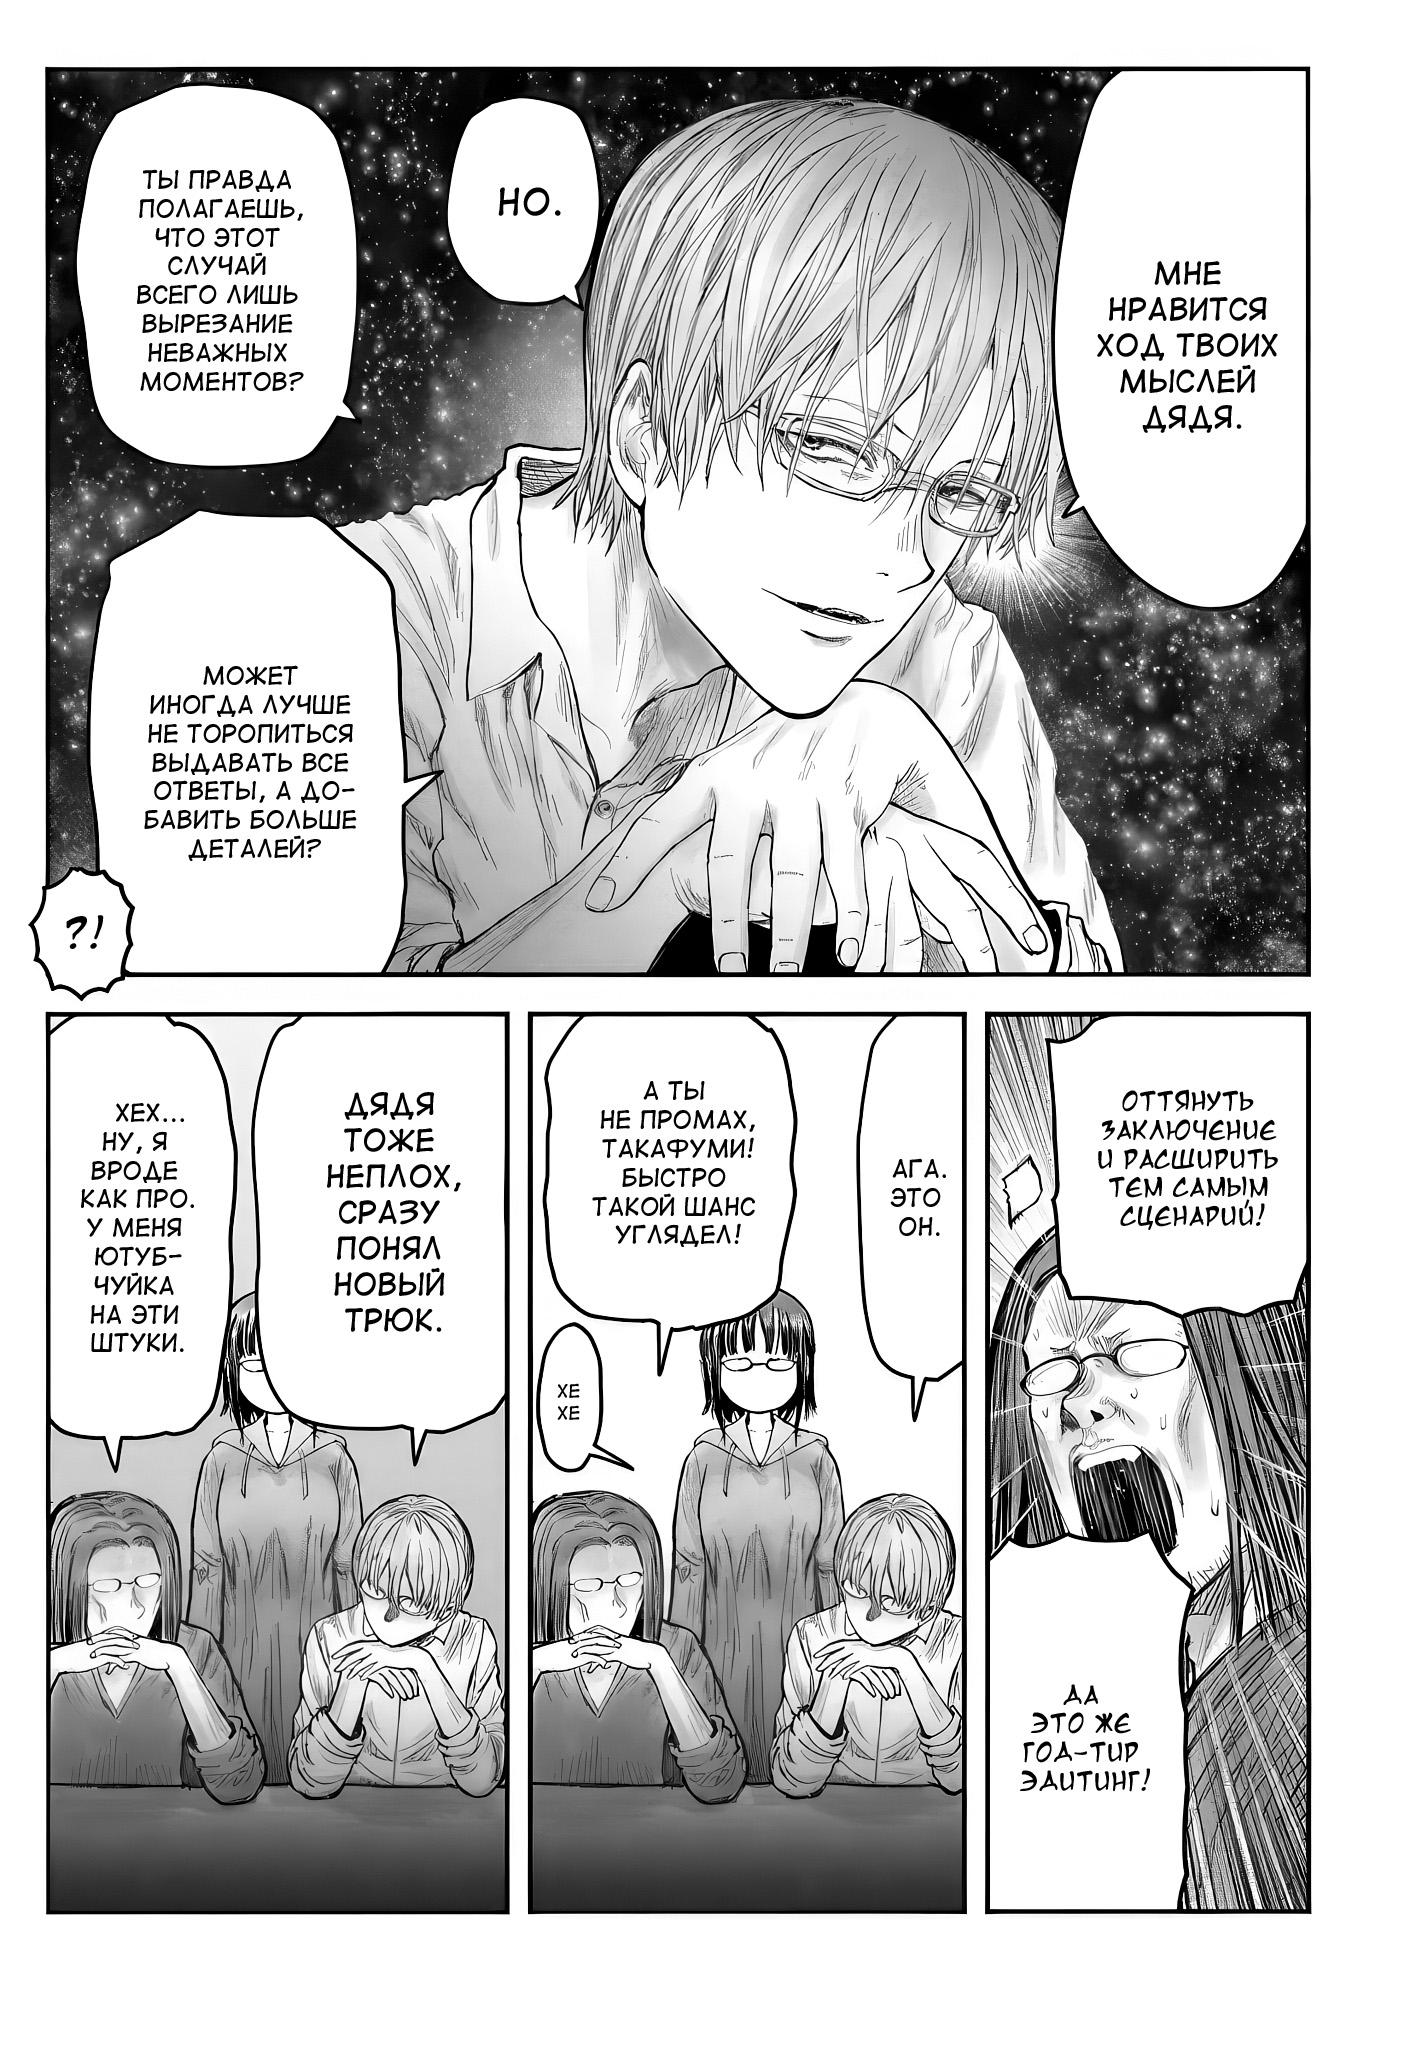 МНЕ
НРАВИТСЯ
ХОД ТВОИХ
МЫСЛЕЙ
ДЯДЯ.
НО.
ТЫ ПРАВДА
ПОЛАГАЕШЬ,
ЧТО ЭТОТ
СЛУЧАЙ
ВСЕГО ЛИШЬ
ВЫРЕЗАНИЕ
НЕВАЖНЫХ
МОМЕНТОВ?
МОЖЕТ
ИНОГДА ЛУЧШЕ
НЕ ТОРОПИТЬСЯ
ВЫДАВАТЬ ВСЕ
ОТВЕТЫ, А ДО-
БАВИТЬ БОЛЬШЕ
ДЕТАЛЕЙ?
?!
ОТТЯНУТЬ
ЗАКЛЮЧЕНИЕ
И РАСШИРИТЬ
ТЕМ САМЫМ
СЦЕНАРИЙ!
ДА
ЭТО ЖЕ
ГОД-ТИР
ЭДИТИНГ!
АГА.
ЭТО
ОН.
А ТЫ
НЕ ПРОМАХ,
ТАКАФУМИ!
БЫСТРО
ТАКОЙ ШАНС
УГЛЯДЕЛ!
ХЕ
ХЕ
ДЯДЯ
ТОЖЕ
НЕПЛОХ,
СРАЗУ
ПОНЯЛ
НОВЫЙ
ТРЮК.
ХЕХ...
НУ, Я
ВРОДЕ
КАК ПРО.
У МЕНЯ
ЮТУБ-
ЧУЙКА
НА ЭТИ
ШТУКИ.